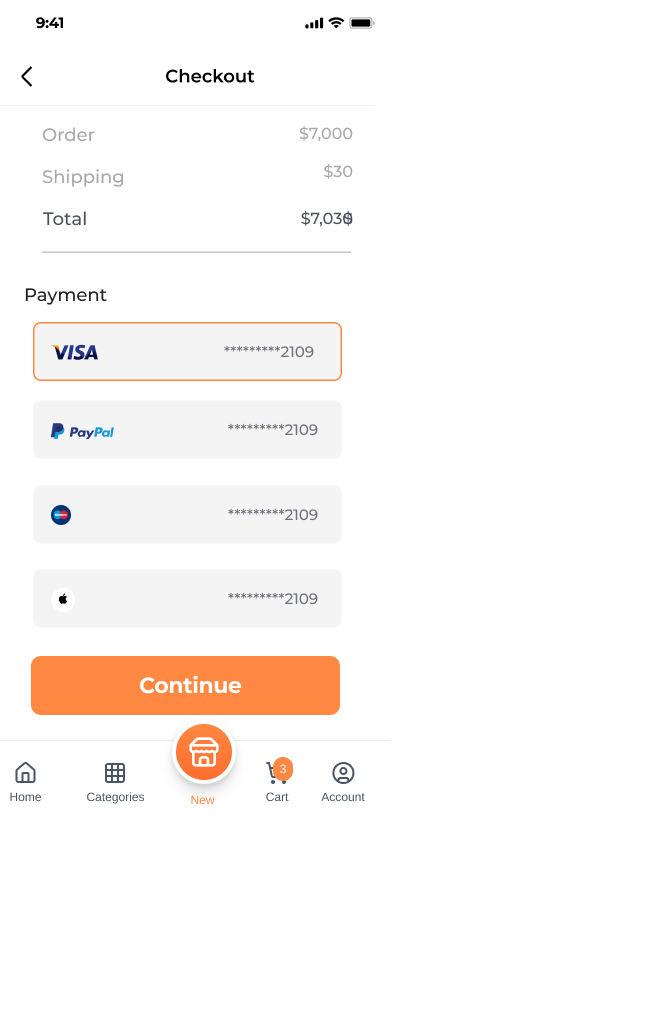 9:41
Checkout
Order $7,000
Shipping $30
Total $7,030
Payment
VISA *********2109
PayPal *********2109
*********2109
*********2109
Continue
3
Home Categories New Cart Account